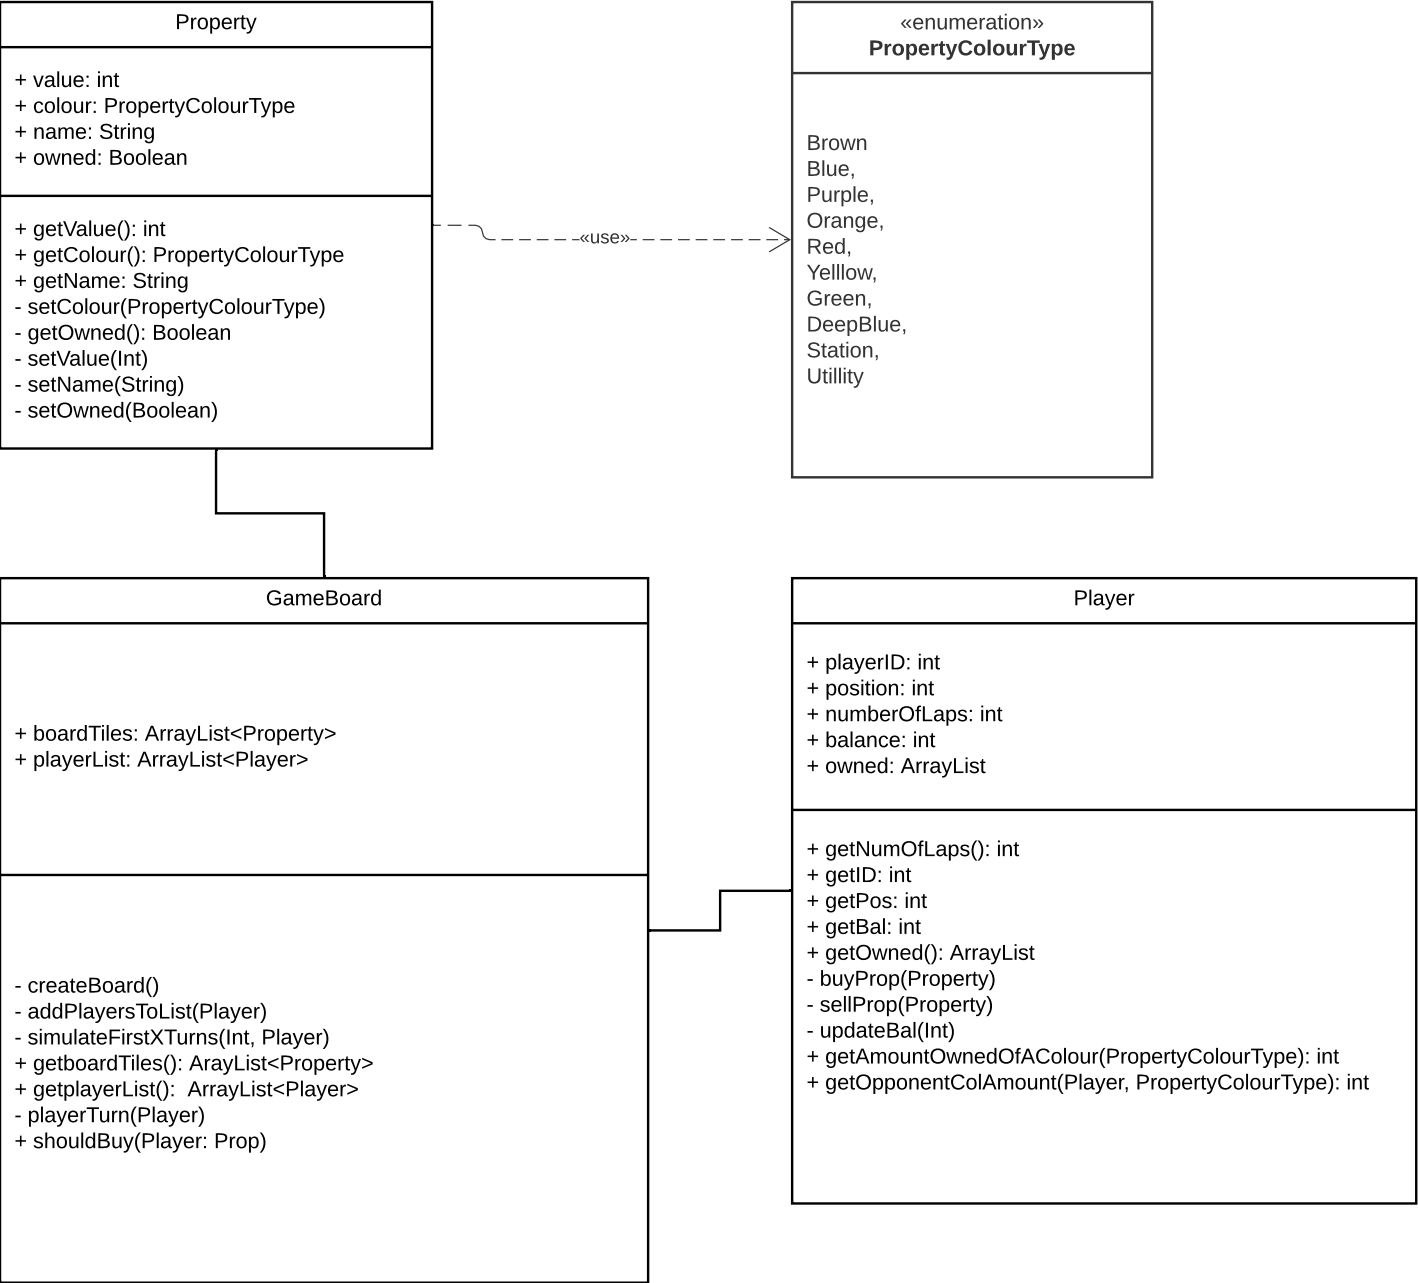 Property
+ value: int
+ colour: PropertyColourType
+ name: String
+ owned: Boolean
+ getValue(): int
+ getColour(): PropertyColourType
+ getName: String
- setColour(PropertyColourType)
- getOwned(): Boolean
- setValue(Int)
- setName(String)
- setOwned(Boolean)
«use»
«enumeration»
PropertyColourType
Brown
Blue,
Purple,
Orange,
Red,
Yelllow,
Green,
DeepBlue,
Station,
Utillity
GameBoard
+ boardTiles: ArrayList<Property>
+ playerList: ArrayList<Player>
- createBoard()
- addPlayersToList(Player)
- simulateFirstXTurns(Int, Player)
+ getboardTiles(): ArayList<Property>
+ getplayerList():  ArrayList<Player>
- playerTurn(Player)
+ shouldBuy(Player: Prop)
Player
+ playerID: int
+ position: int
+ numberOfLaps: int
+ balance: int
+ owned: ArrayList
+ getNumOfLaps(): int
+ getID: int
+ getPos: int
+ getBal: int
+ getOwned(): ArrayList
- buyProp(Property)
- sellProp(Property)
- updateBal(Int)
+ getAmountOwnedOfAColour(PropertyColourType): int
+ getOpponentColAmount(Player, PropertyColourType): int